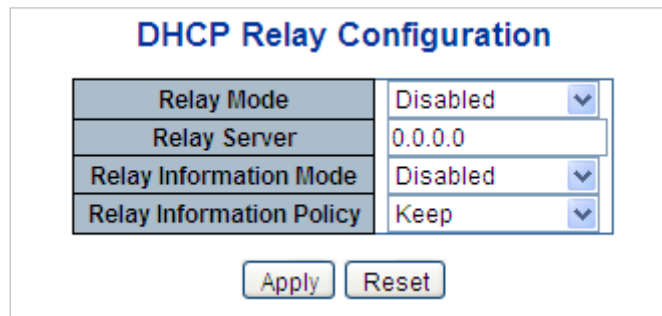 DHCP Relay Configuration
Relay Mode Disabled
Relay Server 0.0.0.0
Relay Information Mode Disabled
Relay Information Policy Keep
Apply Reset